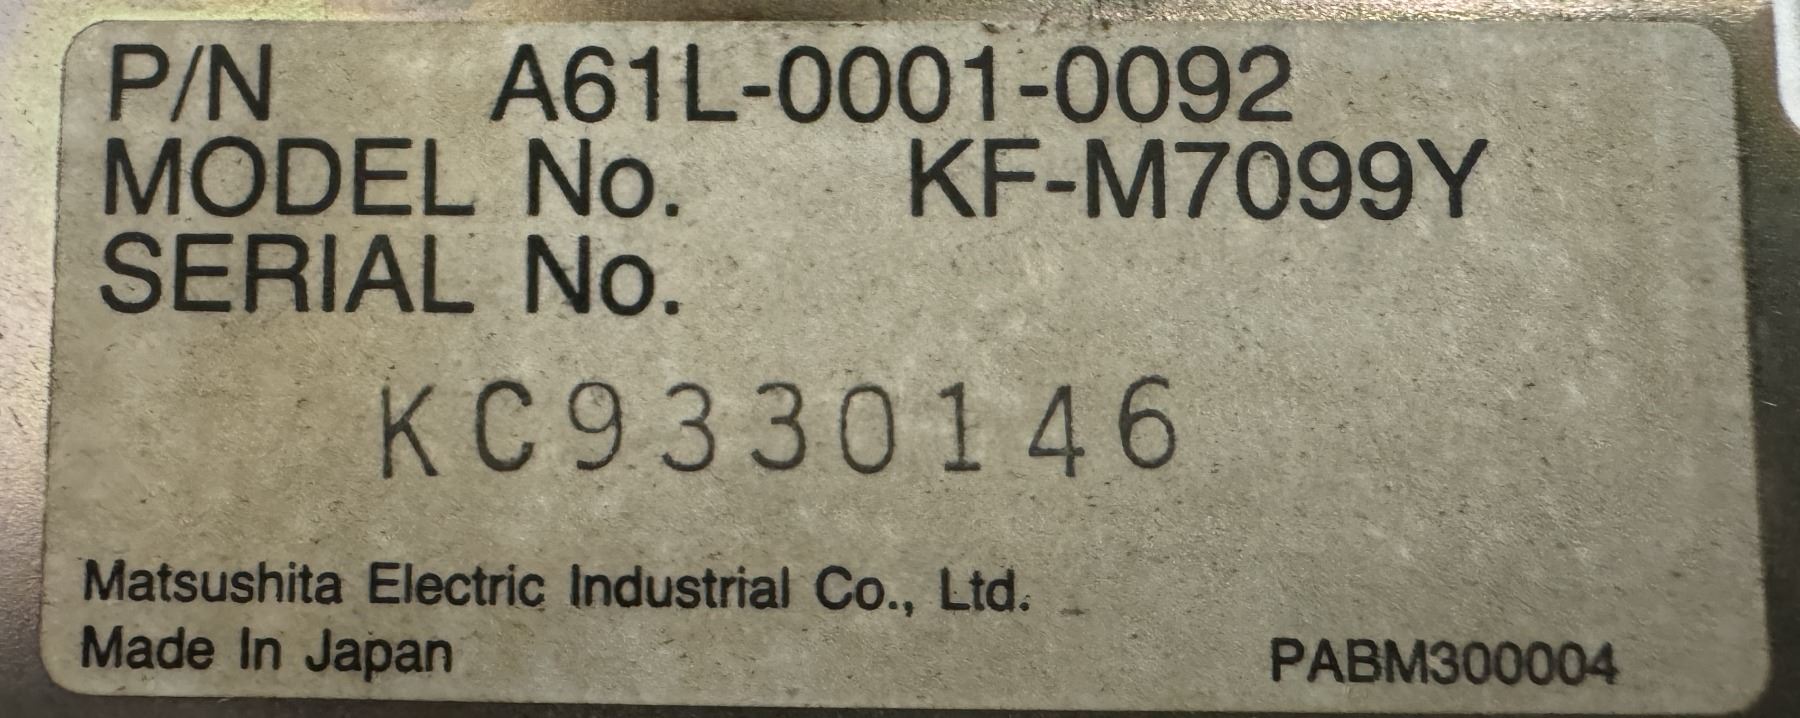 P/N A61L-0001-0092
MODEL No. KF-M7099Y
SERIAL No.
KC9330146
Matsushita Electric Industrial Co., Ltd.
Made In Japan PABM300004